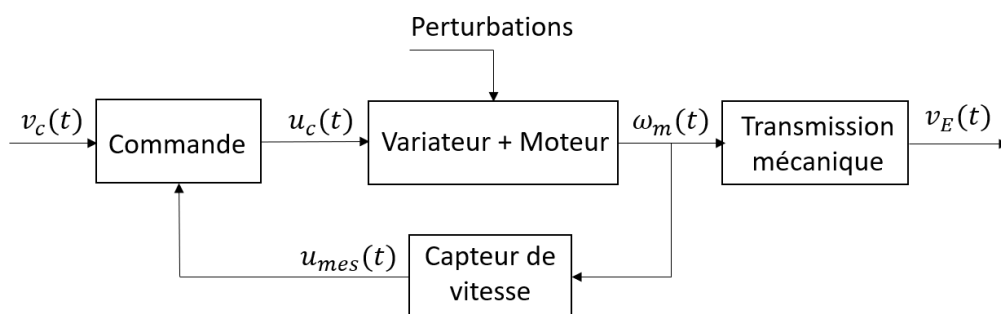 Perturbations
v_c(t)
Commande
u_c(t)
Variateur + Moteur
ω_m(t)
Transmission
mécanique
v_E(t)
u_mes(t)
Capteur de
vitesse